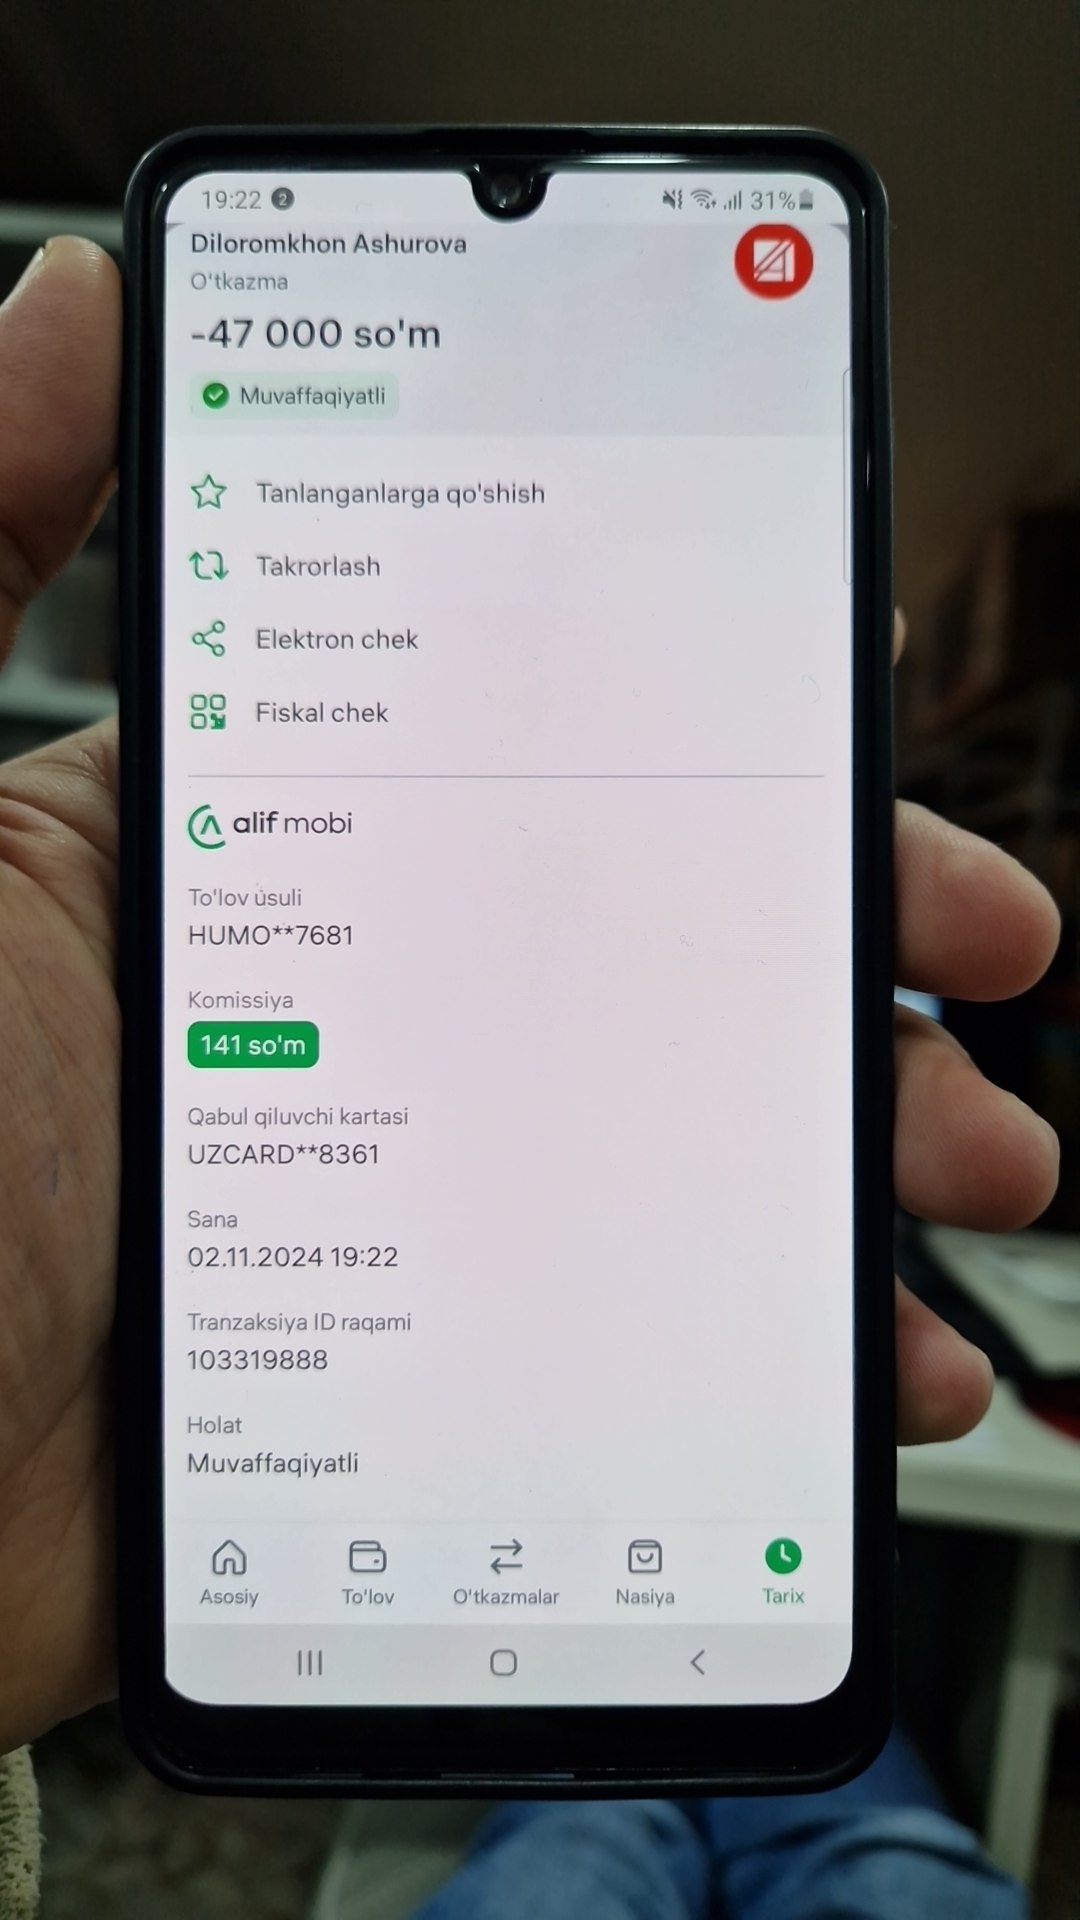 19:22 2 31%
Diloromkhon Ashurova
O'tkazma
-47 000 so'm
Muvaffaqiyatli
Tanlanganlarga qo'shish
Takrorlash
Elektron chek
Fiskal chek
alif mobi
To'lov usuli
HUMO**7681
Komissiya
141 so'm
Qabul qiluvchi kartasi
UZCARD**8361
Sana
02.11.2024 19:22
Tranzaksiya ID raqami
103319888
Holat
Muvaffaqiyatli
Asosiy To'lov O'tkazmalar Nasiya Tarix